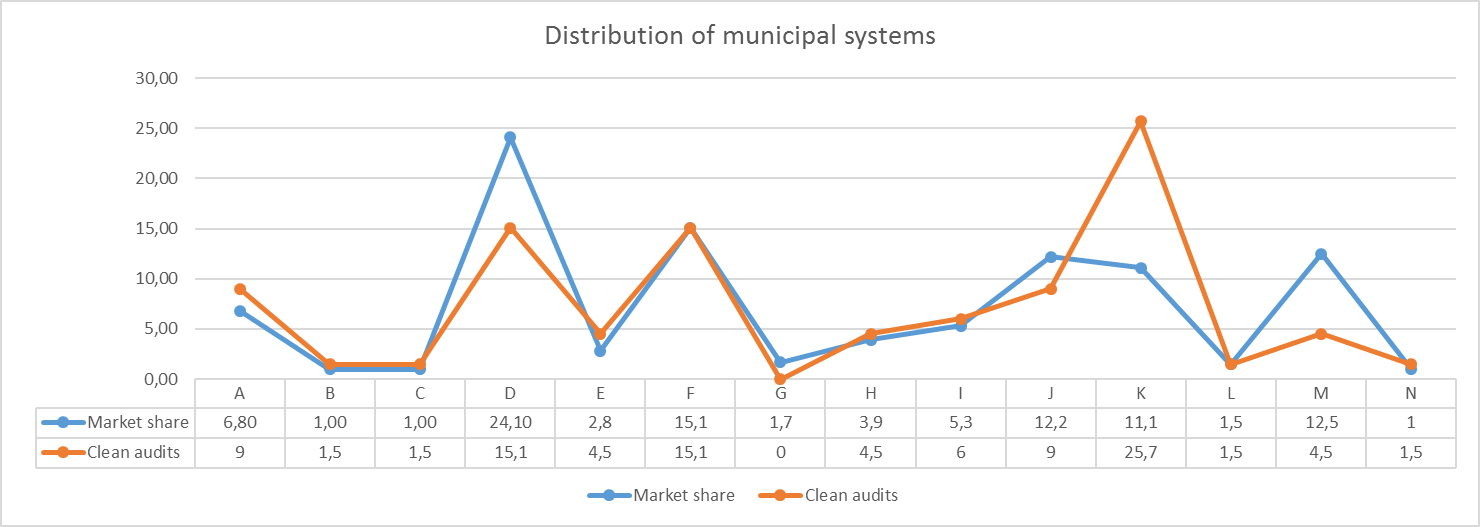 Distribution of municipal systems
30,00
25,00
20,00
15,00
10,00
5,00
0,00
A B C D E F G H I J K L M N
Market share 6,80 1,00 1,00 24,10 2,8 15,1 1,7 3,9 5,3 12,2 11,1 1,5 12,5 1
Clean audits 9 1,5 1,5 15,1 4,5 15,1 0 4,5 6 9 25,7 1,5 4,5 1,5
Market share Clean audits